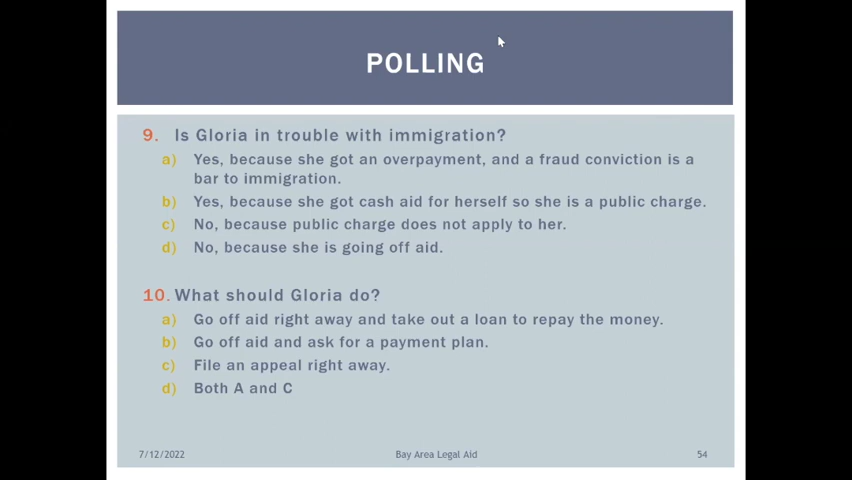 POLLING
9. Is Gloria in trouble with immigration?
a) Yes, because she got an overpayment, and a fraud conviction is a
bar to immigration.
b) Yes, because she got cash aid for herself so she is a public charge.
c) No, because public charge does not apply to her.
d) No, because she is going off aid.
10. What should Gloria do?
a) Go off aid right away and take out a loan to repay the money.
b) Go off aid and ask for a payment plan.
c) File an appeal right away.
d) Both A and C
7/12/2022 Bay Area Legal Aid 54